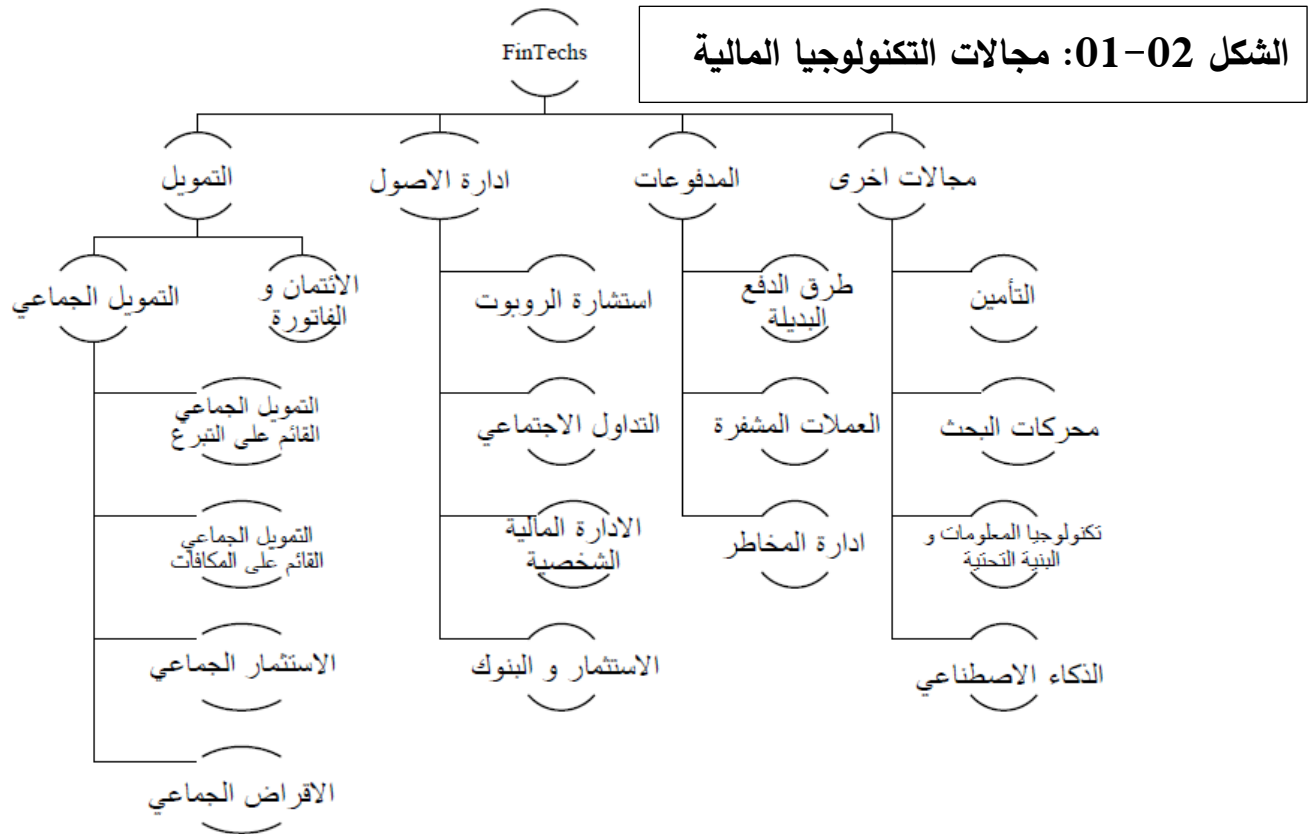 الشكل 02-01: مجالات التكنولوجيا المالية
FinTechs
مجالات اخرى
المدفوعات
ادارة الاصول
التمويل
التأمين
محركات البحث
تكنولوجيا المعلومات و
البنية التحتية
الذكاء الاصطناعي
طرق الدفع
البديلة
العملات المشفرة
ادارة المخاطر
استشارة الروبوت
التداول الاجتماعي
الادارة المالية
الشخصية
الاستثمار و البنوك
الائتمان و
الفاتورة
التمويل الجماعي
التمويل الجماعي
القائم على التبرع
التمويل الجماعي
القائم على المكافات
الاستثمار الجماعي
الاقراض الجماعي